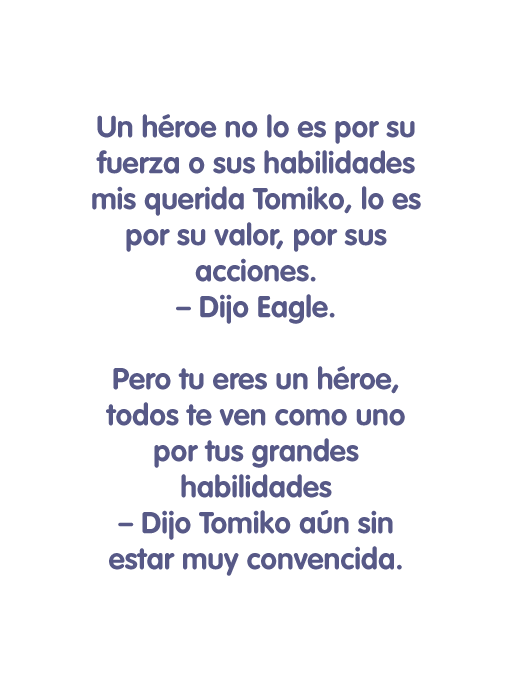 Un héroe no lo es por su
fuerza o sus habilidades
mis querida Tomiko, lo es
por su valor, por sus
acciones.
– Dijo Eagle.
Pero tu eres un héroe,
todos te ven como uno
por tus grandes
habilidades
– Dijo Tomiko aún sin
estar muy convencida.